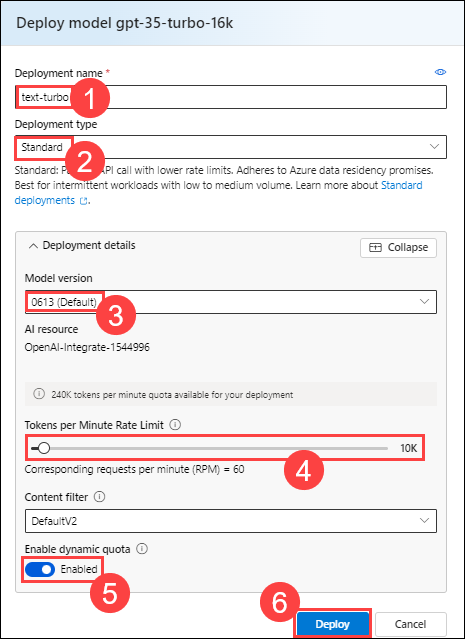 Deploy model gpt-35-turbo-16k
Deployment name *
text-turbo
1
Deployment type
Standard
2
Standard: API call with lower rate limits. Adheres to Azure data residency promises.
Best for intermittent workloads with low to medium volume. Learn more about Standard
deployments.
Deployment details
Collapse
Model version
0613 (Default)
3
AI resource
OpenAI-Integrate-1544996
240K tokens per minute quota available for your deployment
Tokens per Minute Rate Limit
10K
4
Corresponding requests per minute (RPM) = 60
Content filter
DefaultV2
Enable dynamic quota
Enabled
5
6
Deploy
Cancel